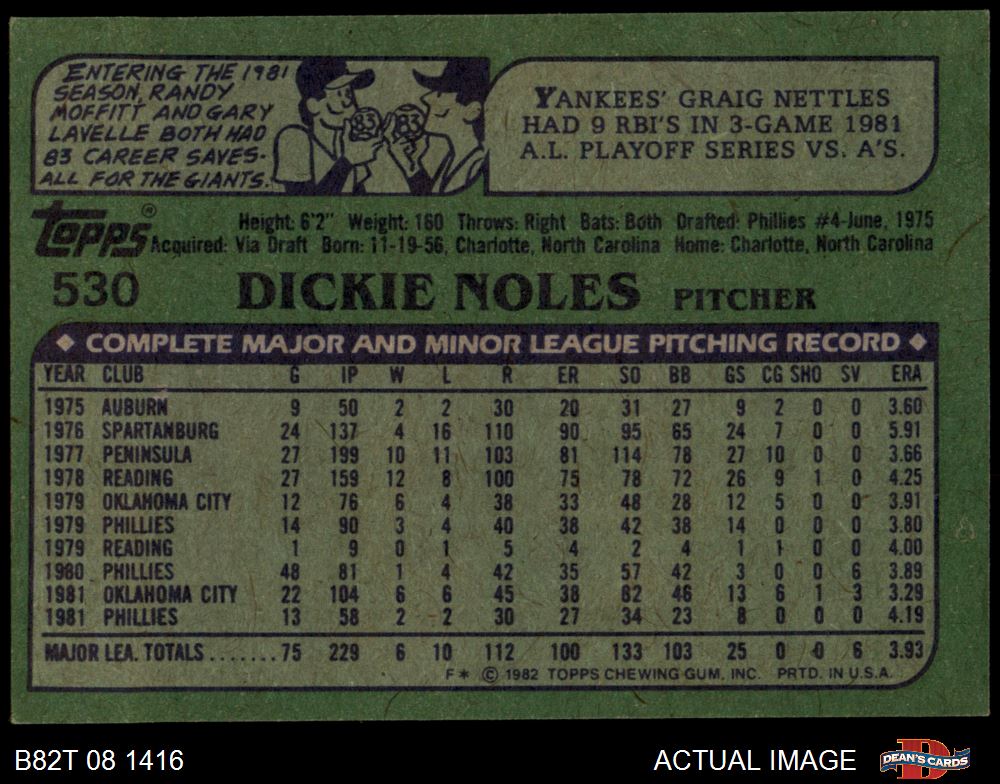 ENTERING THE 1981
SEASON, RANDY
MOFFITT AND GARY
LAVELLE BOTH HAD
83 CAREER SAVES.
ALL FOR THE GIANTS.
83 83
YANKEES' GRAIG NETTLES
HAD 9 RBI'S IN 3-GAME 1981
A.L. PLAYOFF SERIES VS. A'S.
TOPPS® Height: 6'2" Weight: 160 Throws: Right Bats: Both Drafted: Phillies #4-June, 1975
Acquired: Via Draft Born: 11-19-56, Charlotte, North Carolina Home: Charlotte, North Carolina
530 DICKIE NOLES PITCHER
COMPLETE MAJOR AND MINOR LEAGUE PITCHING RECORD
YEAR CLUB G IP W L R ER SO BB GS CG SHO SV ERA
1975 AUBURN 9 50 2 2 30 20 31 27 9 2 0 0 3.60
1976 SPARTANBURG 24 137 4 16 110 90 95 65 24 7 0 0 5.91
1977 PENINSULA 27 199 10 11 103 81 114 78 27 10 0 0 3.66
1978 READING 27 159 12 8 100 75 78 72 26 9 1 0 4.25
1979 OKLAHOMA CITY 12 76 6 4 38 33 48 28 12 5 0 0 3.91
1979 PHILLIES 14 90 3 4 40 38 42 38 14 0 0 0 3.80
1979 READING 1 9 0 1 5 4 2 4 1 1 0 0 4.00
1980 PHILLIES 48 81 1 4 42 35 57 42 3 0 0 6 3.89
1981 OKLAHOMA CITY 22 104 6 6 45 38 82 46 13 6 1 3 3.29
1981 PHILLIES 13 58 2 2 30 27 34 23 8 0 0 0 4.19
MAJOR LEA. TOTALS.......75 229 6 10 112 100 133 103 25 0 0 6 3.93
F* © 1982 TOPPS CHEWING GUM, INC. PRTD. IN U.S.A.
B82T 08 1416 ACTUAL IMAGE D DEAN'S CARDS